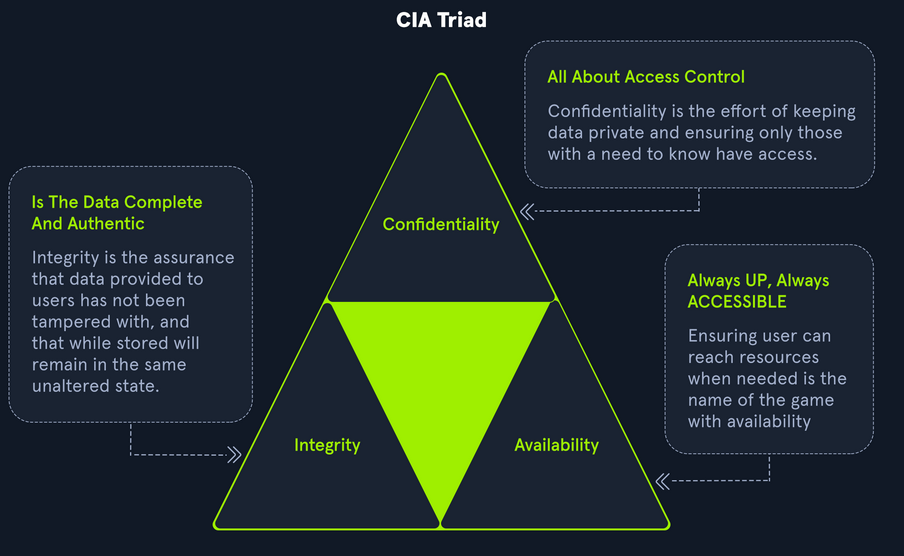 CIA Triad
All About Access Control
Confidentiality is the effort of keeping
data private and ensuring only those
with a need to know have access.
Is The Data Complete
And Authentic
Integrity is the assurance
that data provided to
users has not been
tampered with, and
that while stored will
remain in the same
unaltered state.
Confidentiality
Always UP, Always
ACCESSIBLE
Ensuring user can
reach resources
when needed is the
name of the game
with availability
Integrity
Availability